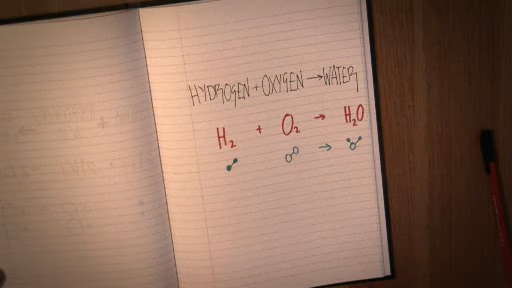 HYDROGEN + OXYGEN → WATER
H₂ + O₂ → H₂O
→